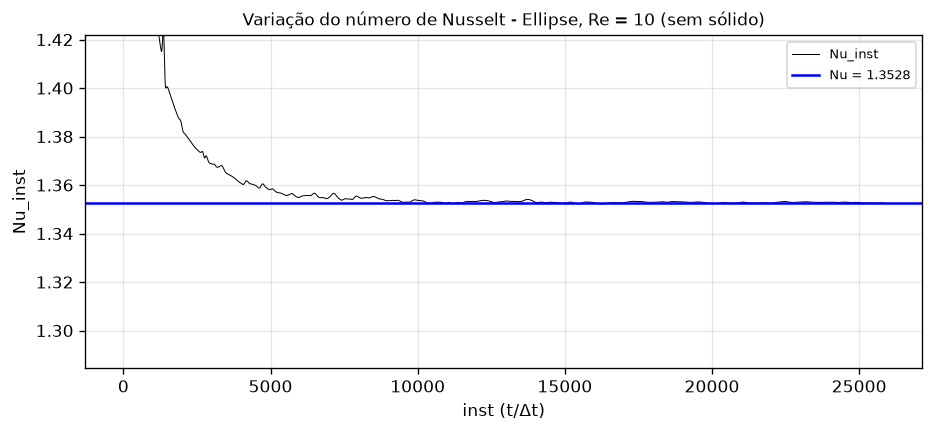 Variação do número de Nusselt - Ellipse, Re = 10 (sem sólido)
1.42
1.40
1.38
1.36
1.34
1.32
1.30
Nu_inst
Nu_inst
Nu = 1.3528
0 5000 10000 15000 20000 25000
inst (t/Δt)